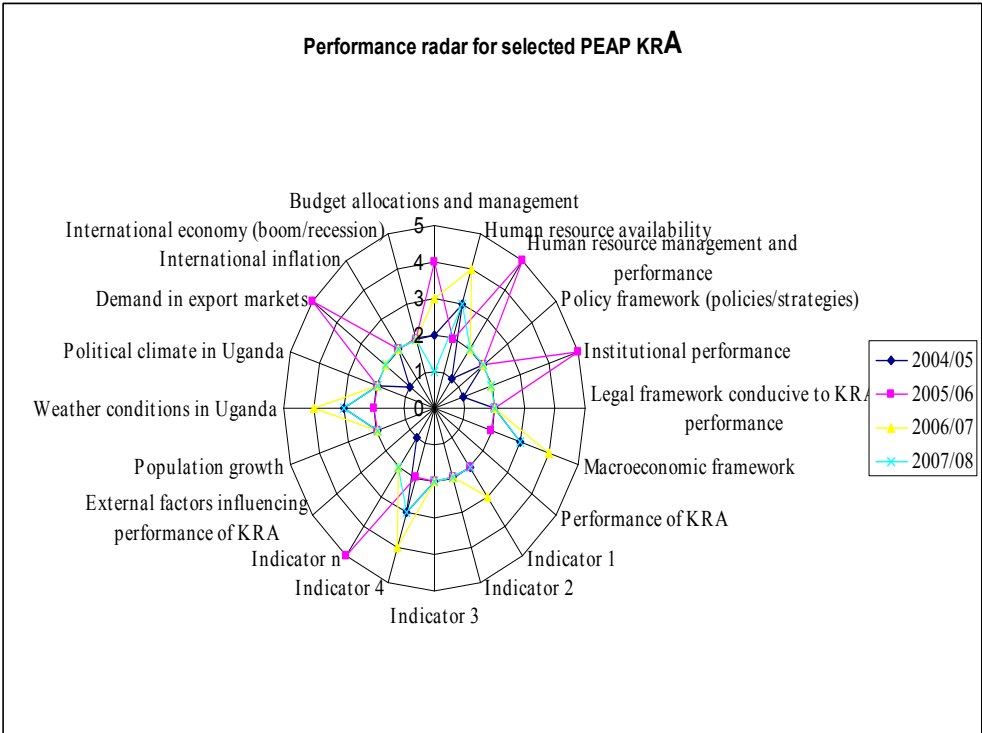 Performance radar for selected PEAP KRA
Budget allocations and management
International economy (boom/recession)
5
Human resource availability
Human resource management and
performance
International inflation
4
Demand in export markets
3
Policy framework (policies/strategies)
2
Political climate in Uganda
1
Institutional performance
Weather conditions in Uganda
0
Legal framework conducive to KRA
performance
Population growth
Macroeconomic framework
External factors influencing
performance of KRA
Performance of KRA
Indicator n
Indicator 1
Indicator 4
Indicator 2
Indicator 3
2004/05
2005/06
2006/07
2007/08